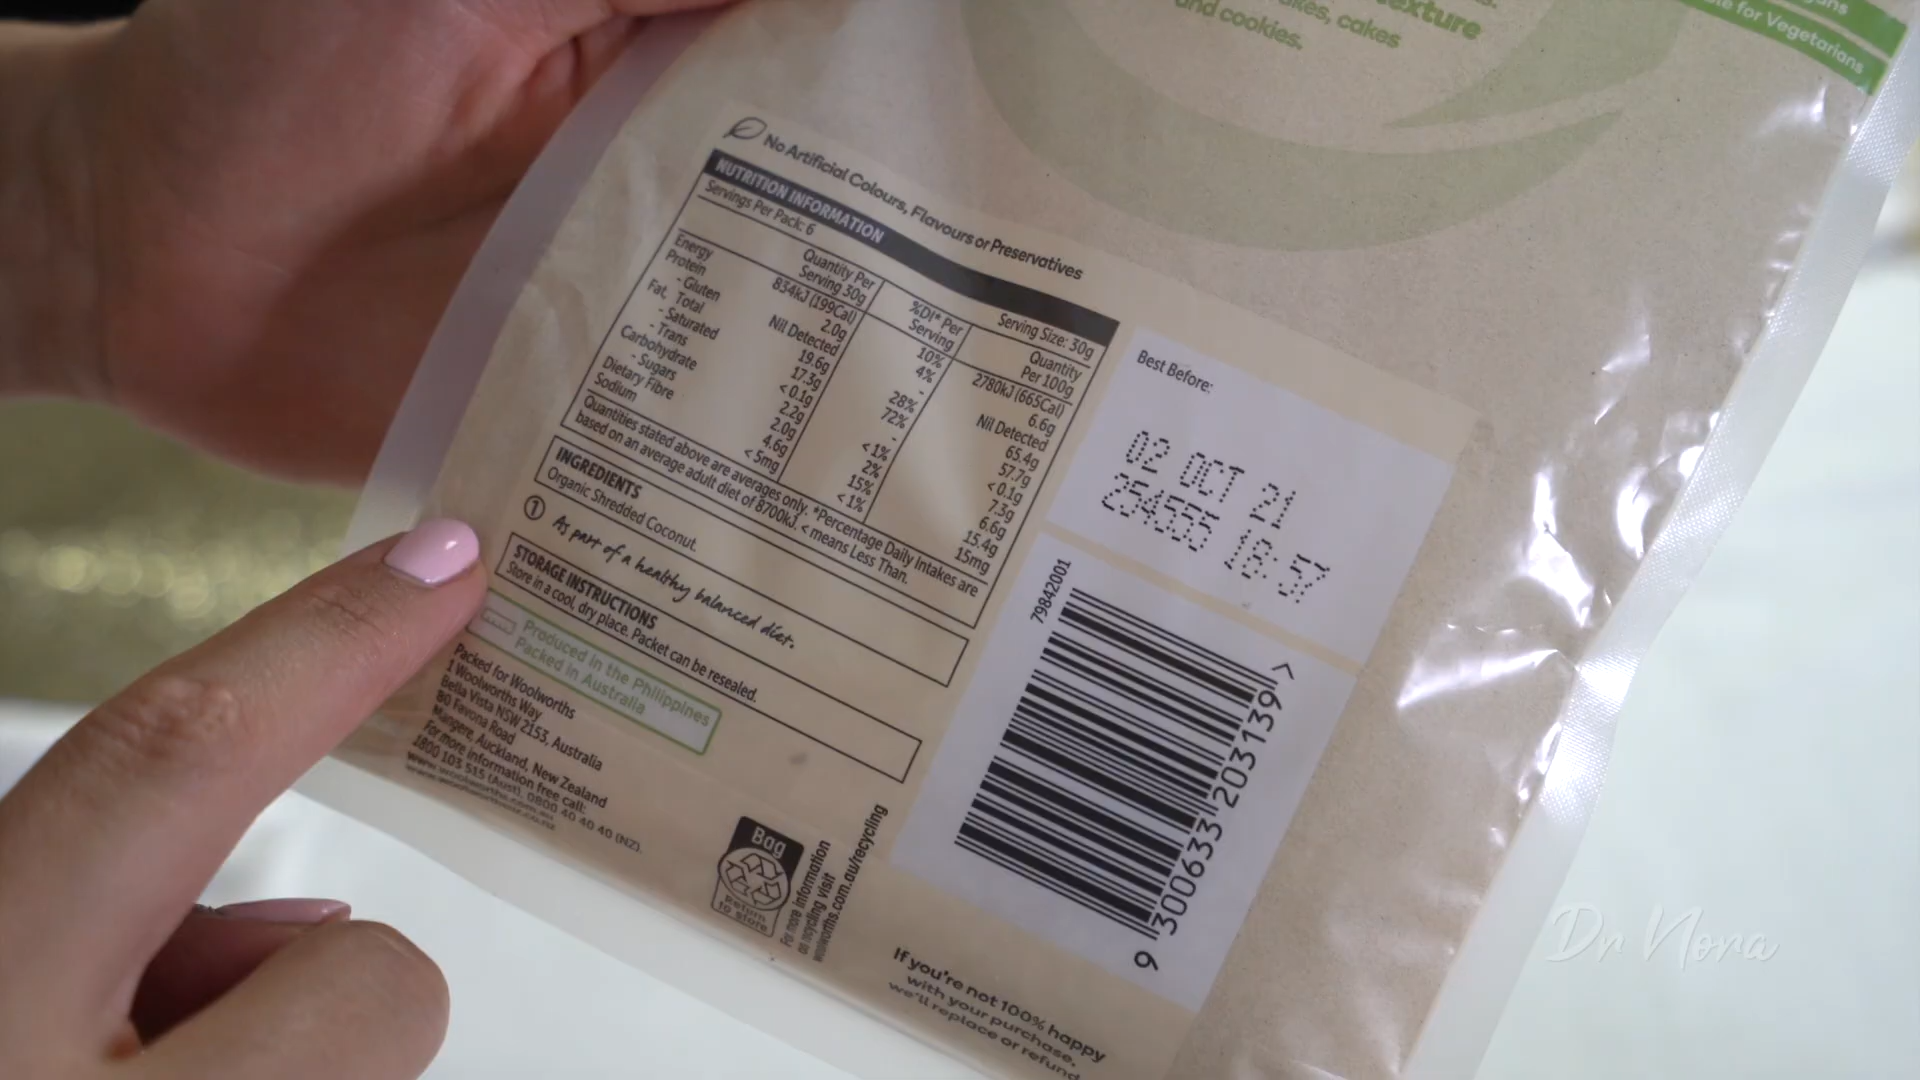 texture
akes, cakes
and cookies.
for Vegetarians
No Artificial Colours, Flavours or Preservatives
NUTRITION INFORMATION
Servings Per Pack: 6
Serving Size: 30g
Quantity Per Serving 30g
%DI* Per Serving
Quantity Per 100g
Energy 834kJ (199Cal) 10% 2780kJ (665Cal)
Protein 2.0g 4% 6.6g
- Gluten Nil Detected - Nil Detected
Fat, Total 19.6g 28% 65.4g
- Saturated 17.3g 72% 57.7g
- Trans <0.1g - <0.1g
Carbohydrate 2.2g <1% 7.3g
- Sugars 2.0g 2% 6.6g
Dietary Fibre 4.6g 15% 15.4g
Sodium <5mg <1% 15mg
Quantities stated above are averages only. *Percentage Daily Intakes are
based on an average adult diet of 8700kJ. < means Less Than.
INGREDIENTS
Organic Shredded Coconut.
1 As part of a healthy balanced diet.
STORAGE INSTRUCTIONS
Store in a cool, dry place. Packet can be resealed.
Produced in the Philippines
Packed in Australia
Packed for Woolworths
1 Woolworths Way
Bella Vista NSW 2153, Australia
80 Favona Road
Mangere, Auckland, New Zealand
For more information free call:
1800 103 515 (Aust), 0800 40 40 40 (NZ).
www.woolworths.com.au
Bag
Return
to Store
For more information
on recycling visit
woolworths.com.au/recycling
Best Before:
02 OCT 21
254555 18:57
79842001
9 300633 203139 >
If you're not 100% happy
with your purchase,
we'll replace or refund
Dr Nora